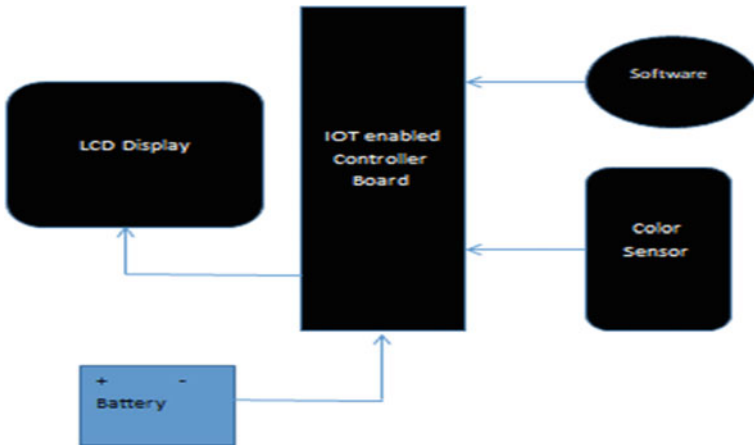 Software
LCD Display
IOT enabled
Controller
Board
Color
Sensor
+ -
Battery